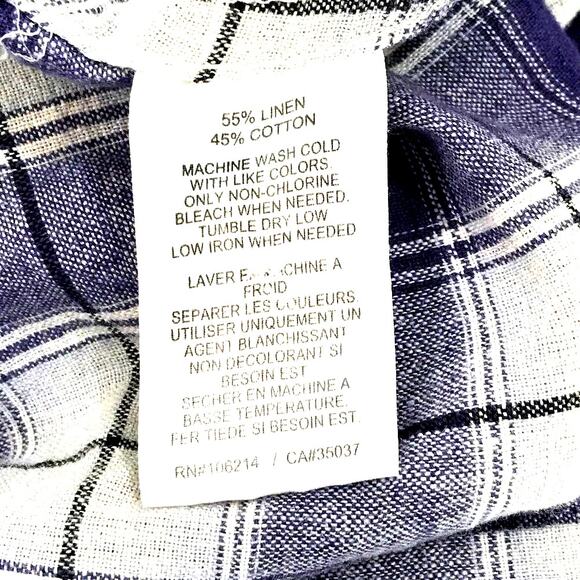 55% LINEN
45% COTTON
MACHINE WASH COLD
WITH LIKE COLORS.
ONLY NON-CHLORINE
BLEACH WHEN NEEDED.
TUMBLE DRY LOW
LOW IRON WHEN NEEDED
LAVER A
FROID
SEPARER LES COULEURS
UTILISER UNIQUEMENT UN
AGENT BLANCHISSANT
NON DECOLORANT SI
BESOIN EST
SECHER EN MACHINE A
BASSE TEMPERATURE.
FER TIEDE SI BESOIN EST.
RN#106214 / CA#35037